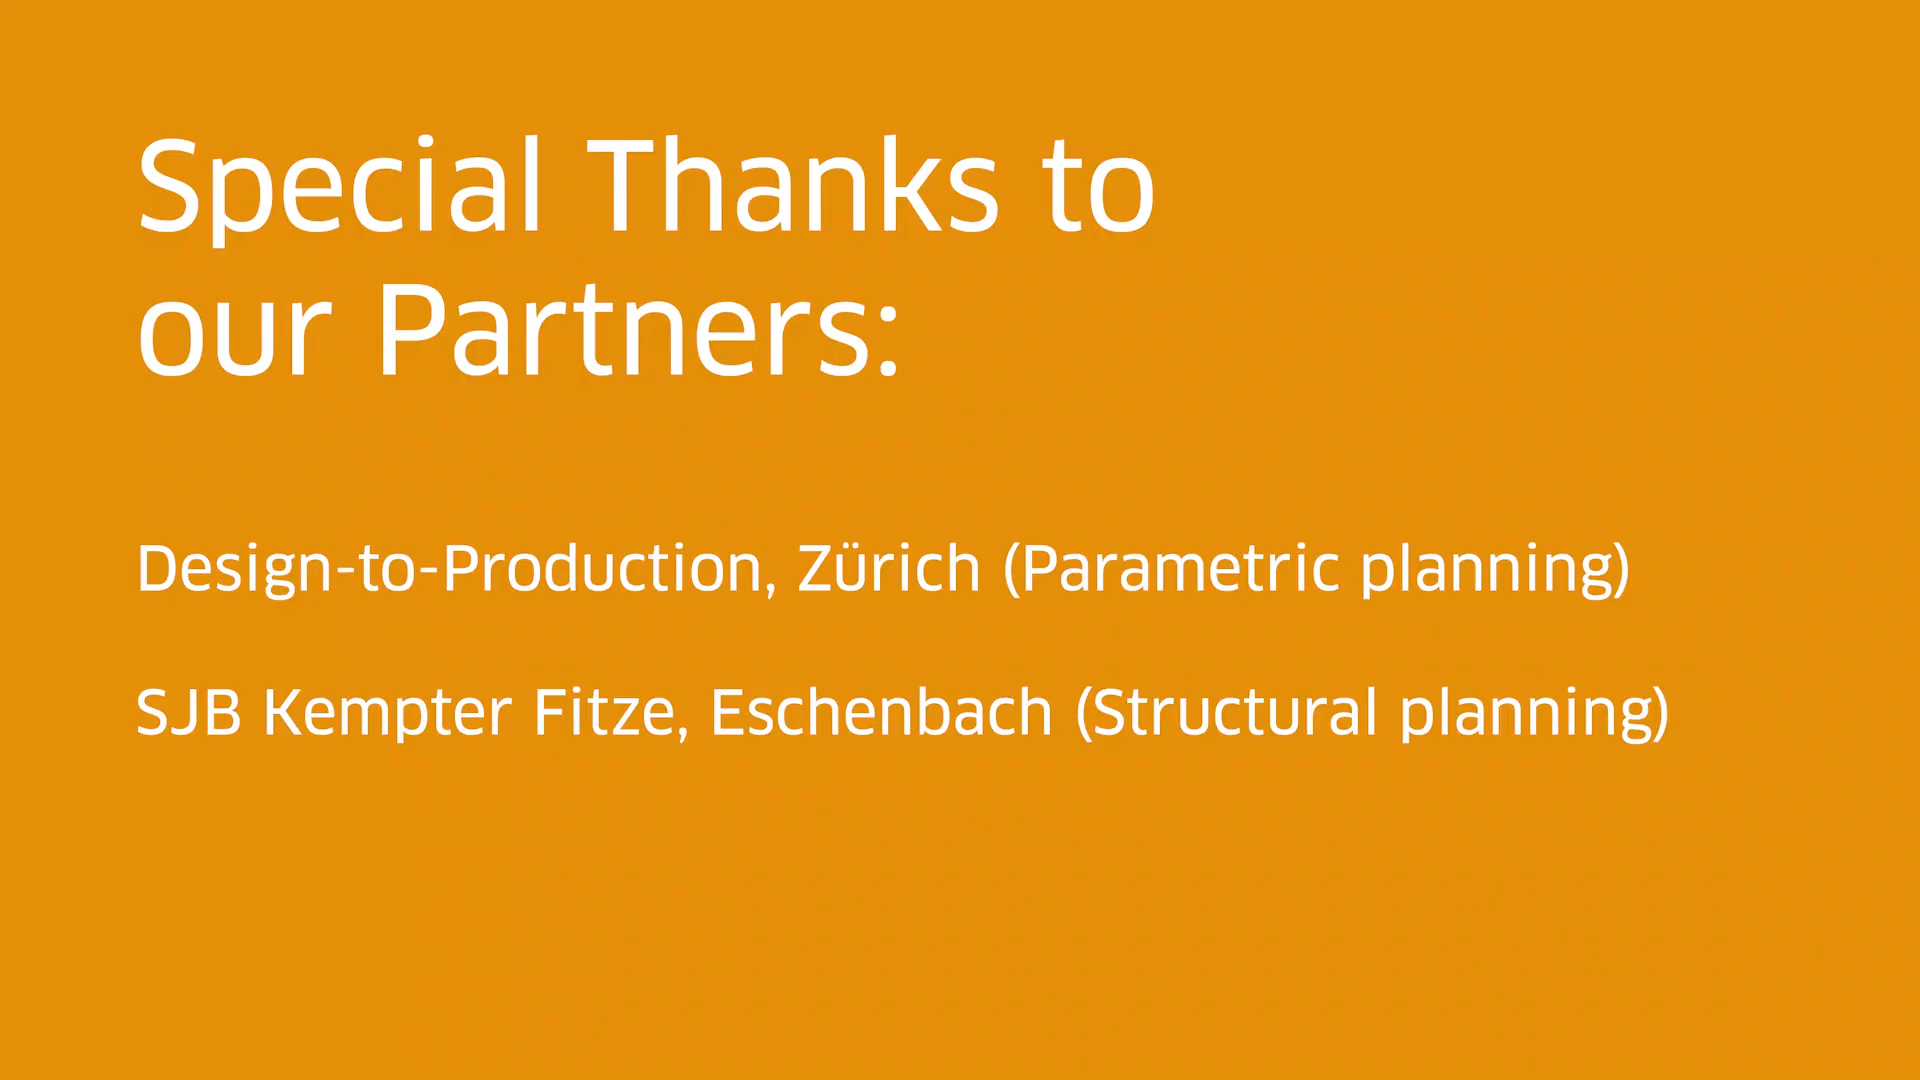 Special Thanks to
our Partners:
Design-to-Production, Zürich (Parametric planning)
SJB Kempter Fitze, Eschenbach (Structural planning)